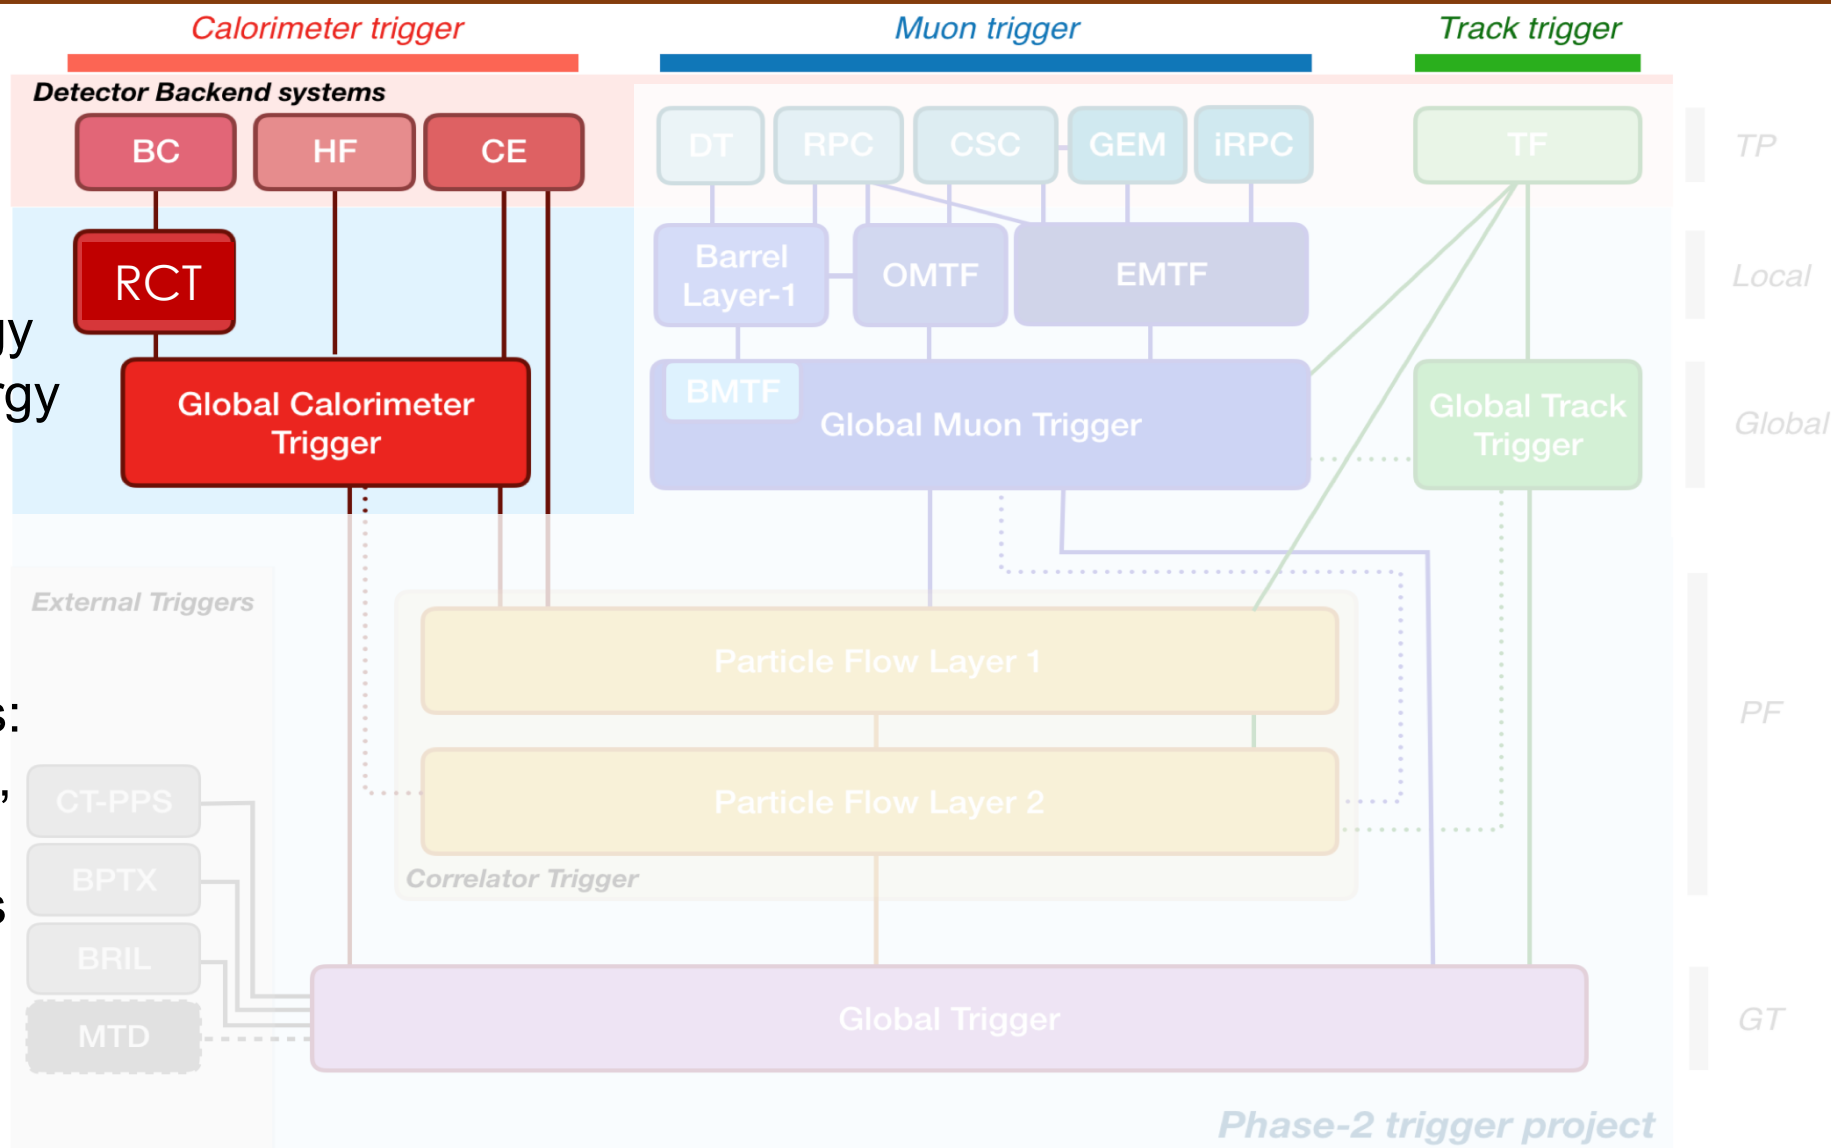 Calorimeter trigger
Muon trigger
Track trigger
Detector Backend systems
BC
HF
CE
DT
RPC
CSC
GEM
iRPC
TF
TP
RCT
Barrel
Layer-1
OMTF
EMTF
Local
gy
rgy
Global Calorimeter
Trigger
BMTF
Global Muon Trigger
Global Track
Trigger
Global
External Triggers
Particle Flow Layer 1
PF
s:
CT-PPS
,
Particle Flow Layer 2
BPTX
Correlator Trigger
s
BRIL
MTD
Global Trigger
GT
Phase-2 trigger project